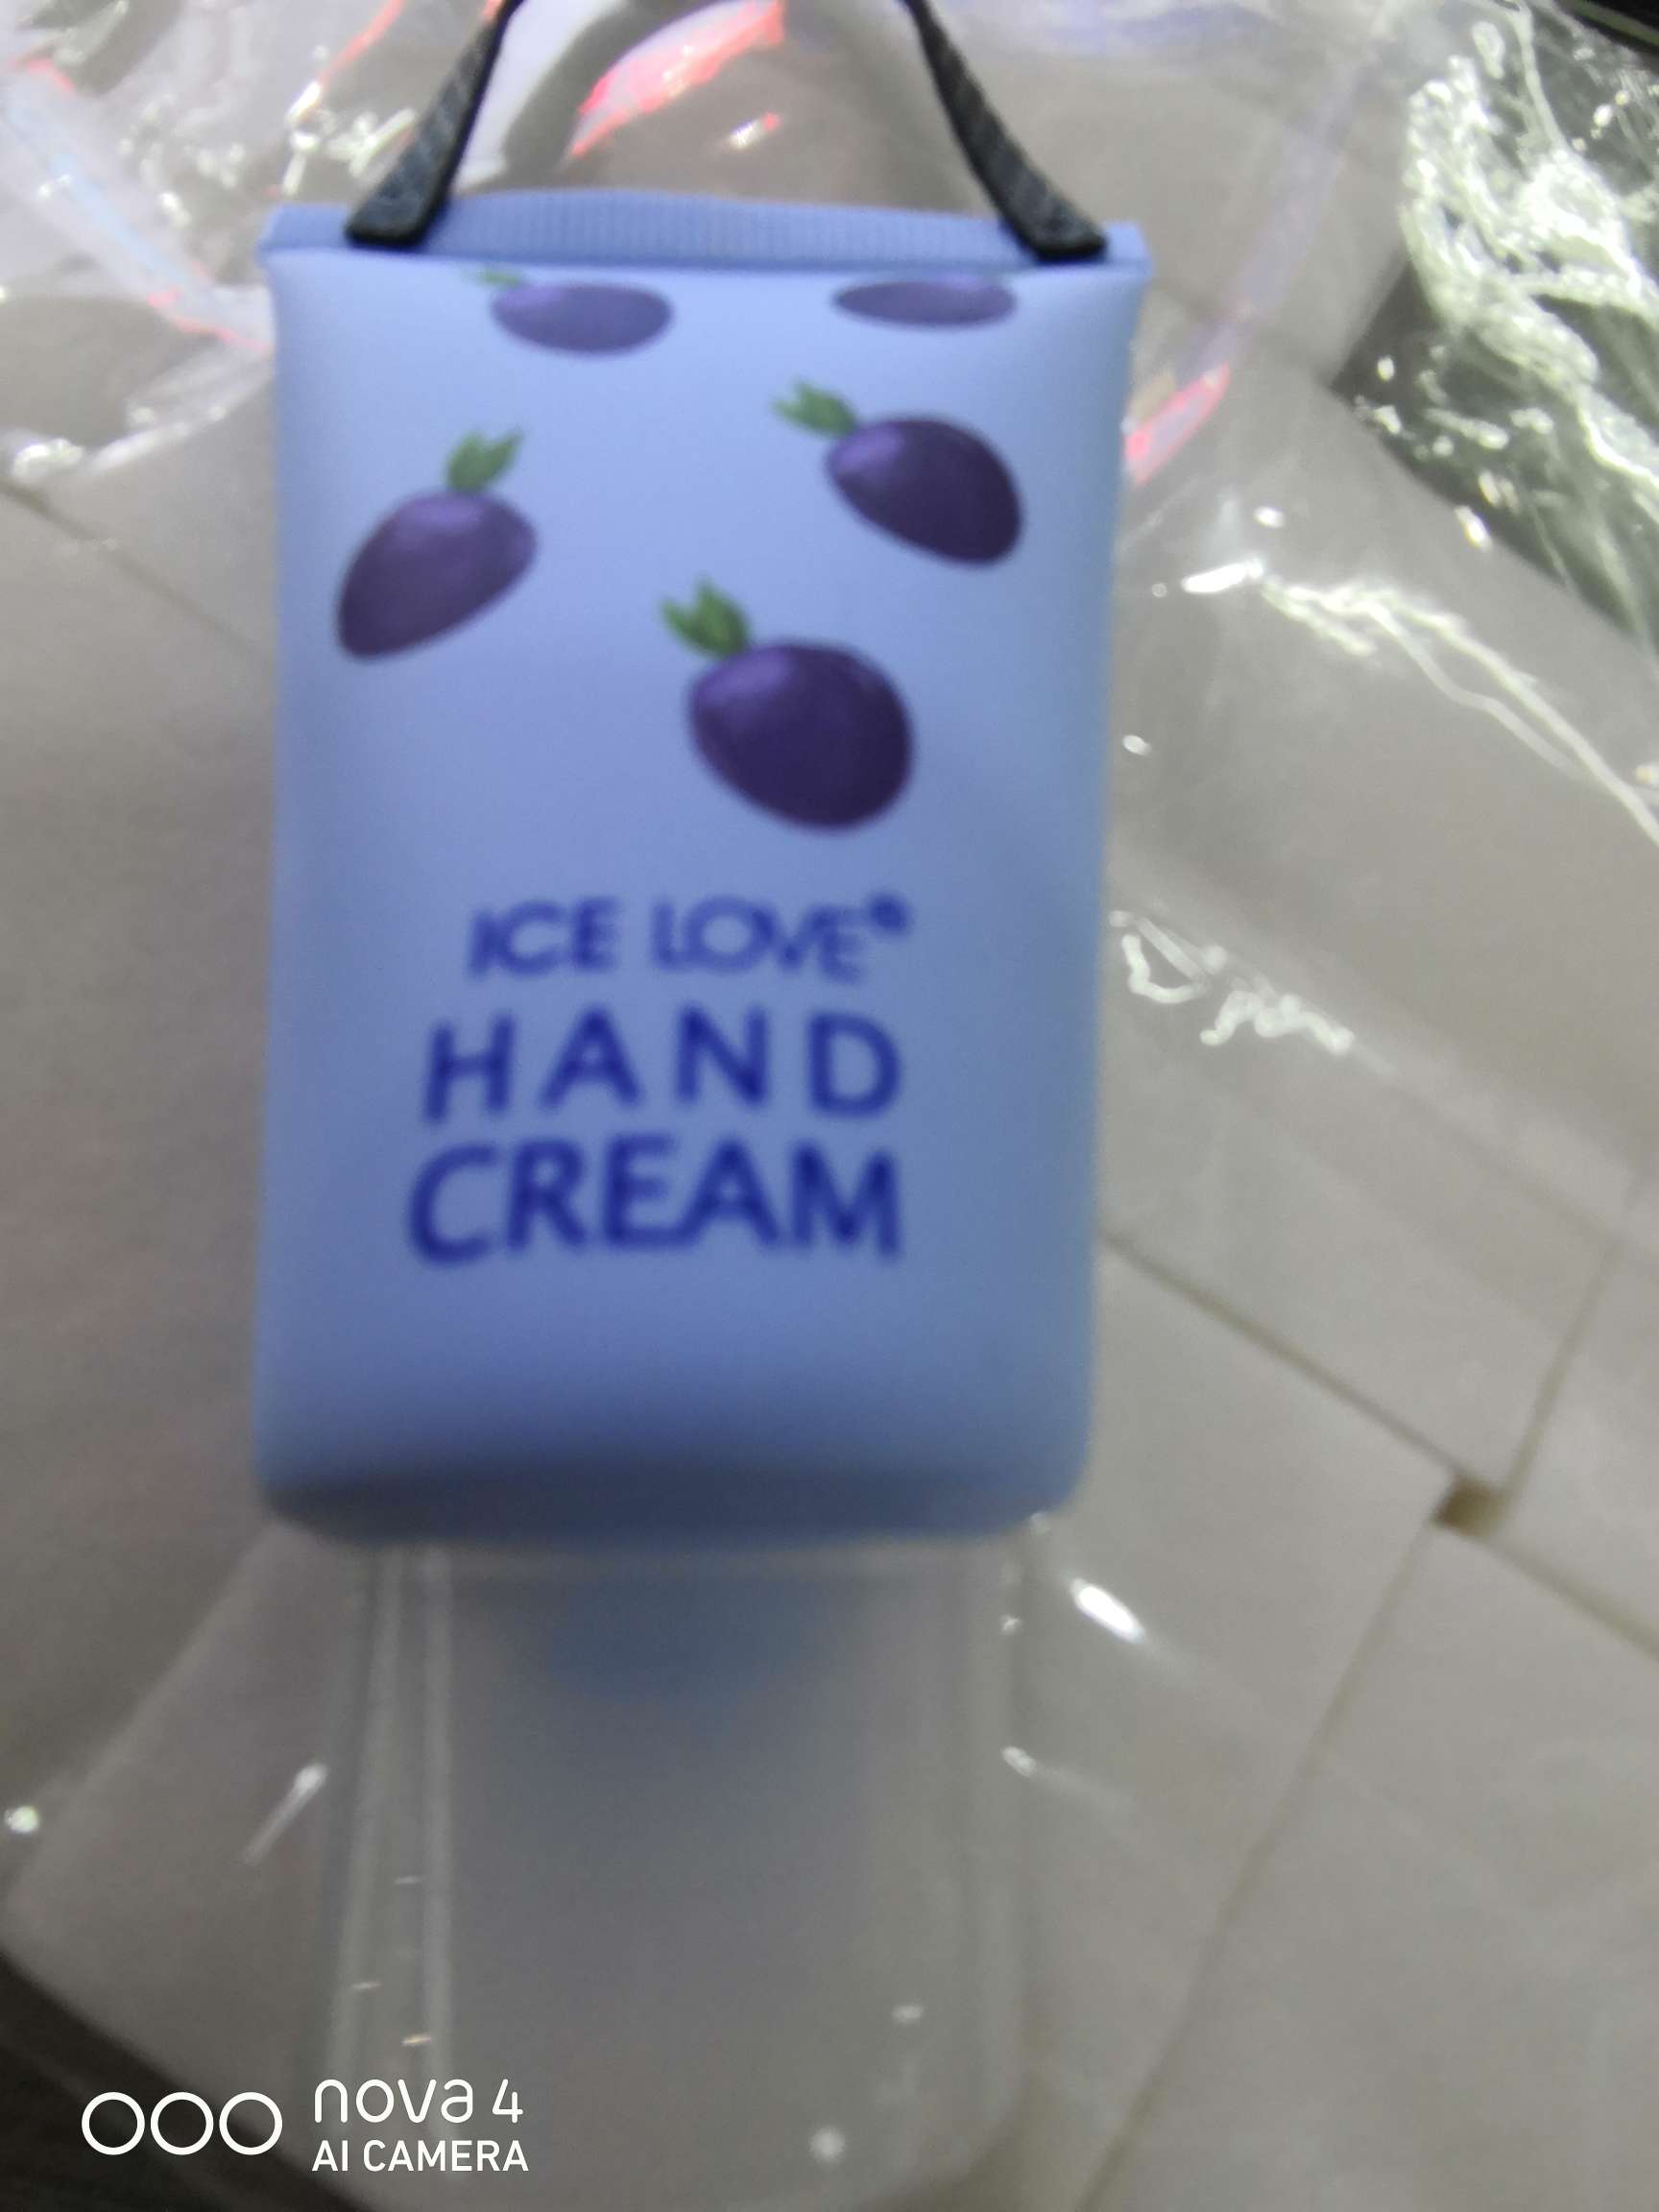 ICE LOVE
HAND
CREAM
nova 4
AI CAMERA